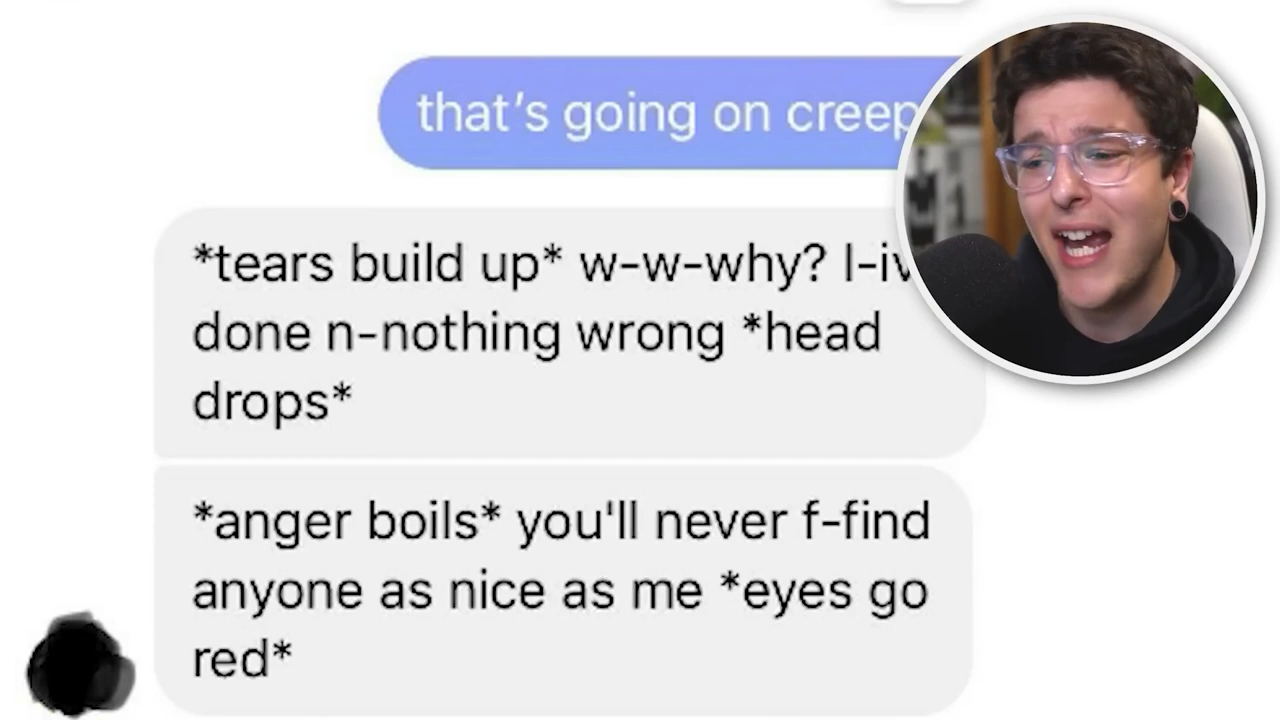 that's going on creep
*tears build up* w-w-why? I-iv
done n-nothing wrong *head
drops*
*anger boils* you'll never f-find
anyone as nice as me *eyes go
red*